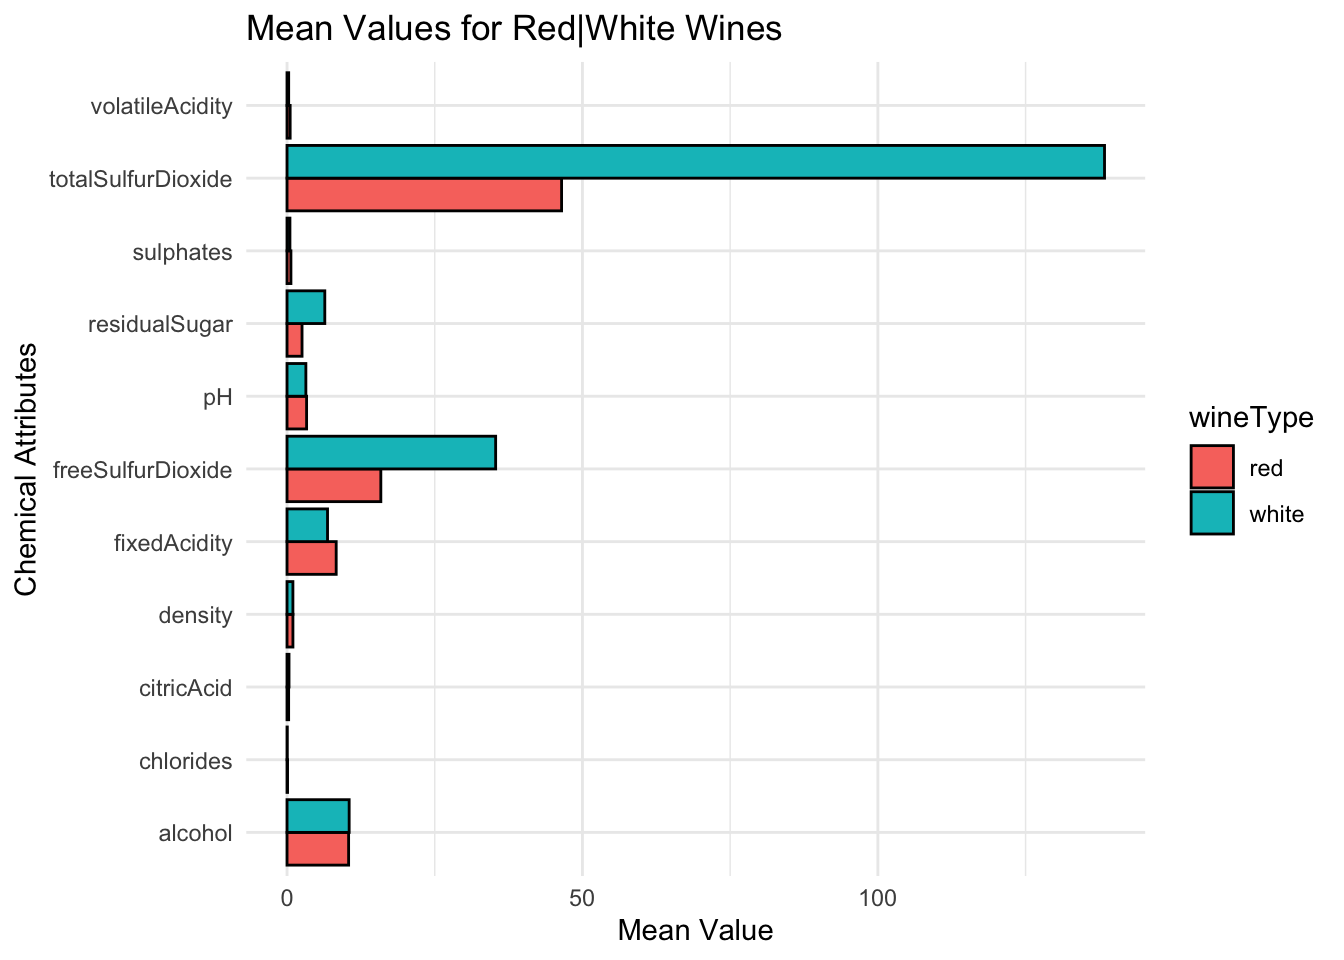 Mean Values for Red|White Wines
volatileAcidity
totalSulfurDioxide
sulphates
residualSugar
pH
freeSulfurDioxide
fixedAcidity
density
citricAcid
chlorides
alcohol
Chemical Attributes
0 50 100
Mean Value
wineType
red
white